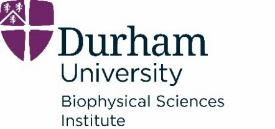 Durham
University
Biophysical Sciences
Institute